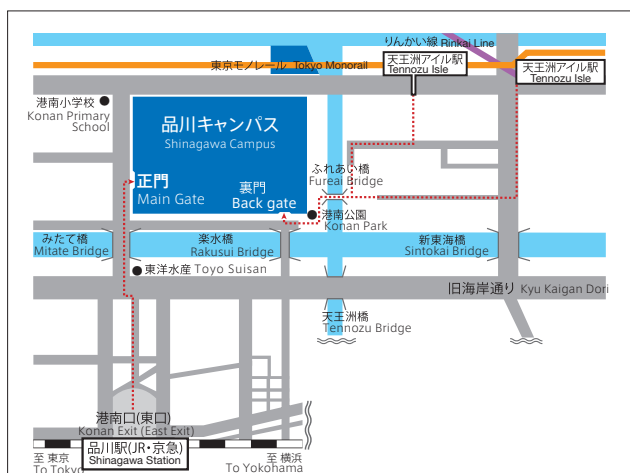 りんかい線 Rinkai Line
東京モノレール Tokyo Monorail
天王洲アイル駅
Tennozu Isle
天王洲アイル駅
Tennozu Isle
港南小学校
Konan Primary
School
品川キャンパス
Shinagawa Campus
正門
Main Gate
裏門
Back gate
ふれあい橋
Fureai Bridge
港南公園
Konan Park
みたて橋
Mitate Bridge
楽水橋
Rakusui Bridge
新東海橋
Sintokai Bridge
東洋水産 Toyo Suisan
旧海岸通り Kyu Kaigan Dori
天王洲橋
Tennozu Bridge
港南口(東口)
Konan Exit (East Exit)
品川駅(JR・京急)
Shinagawa Station
至 東京
To Tokyo
至 横浜
To Yokohama